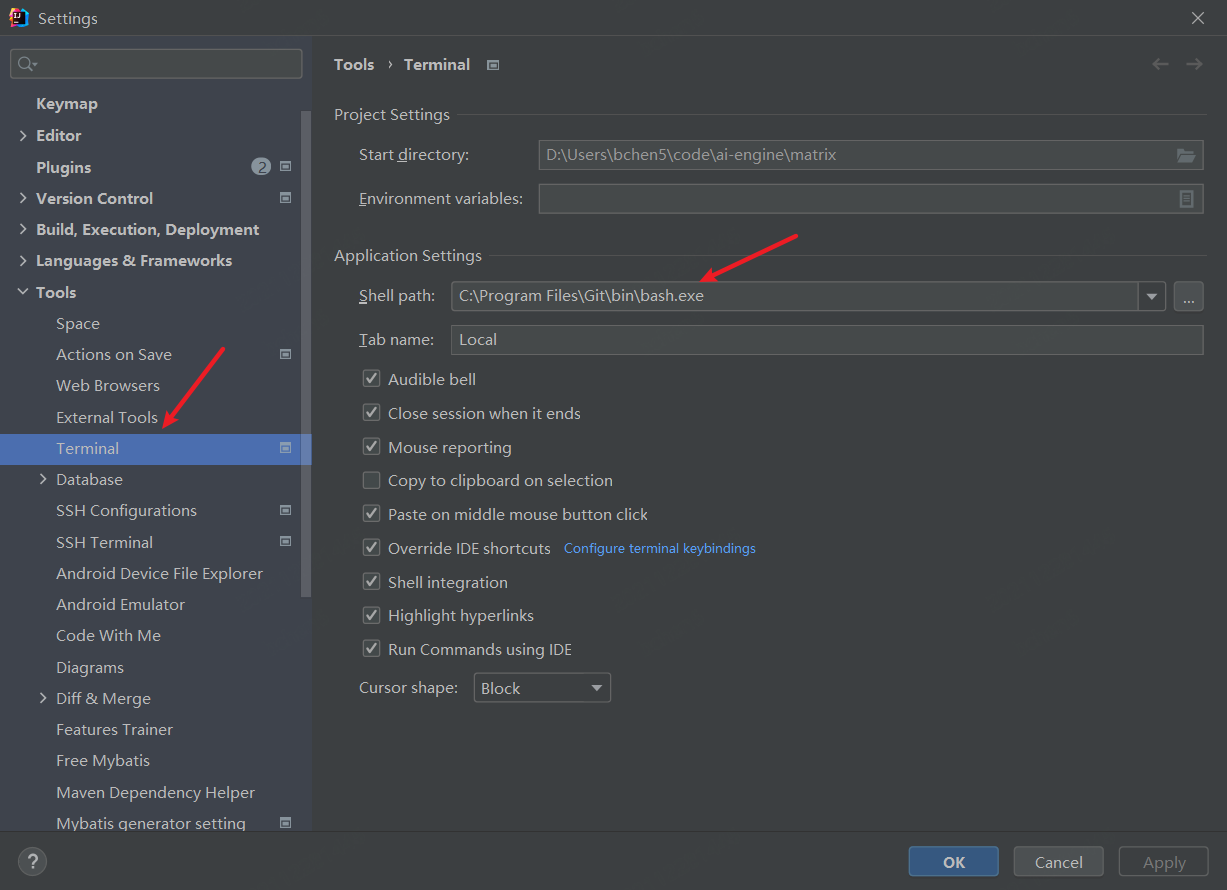 Settings
Keymap
Editor
Plugins 2
Version Control
Build, Execution, Deployment
Languages & Frameworks
Tools
Space
Actions on Save
Web Browsers
External Tools
Terminal
Database
SSH Configurations
SSH Terminal
Android Device File Explorer
Android Emulator
Code With Me
Diagrams
Diff & Merge
Features Trainer
Free Mybatis
Maven Dependency Helper
Mybatis generator setting
Tools › Terminal
Project Settings
Start directory: D:\Users\bchen5\code\ai-engine\matrix
Environment variables:
Application Settings
Shell path: C:\Program Files\Git\bin\bash.exe ...
Tab name: Local
Audible bell
Close session when it ends
Mouse reporting
Copy to clipboard on selection
Paste on middle mouse button click
Override IDE shortcuts Configure terminal keybindings
Shell integration
Highlight hyperlinks
Run Commands using IDE
Cursor shape: Block
? OK Cancel Apply